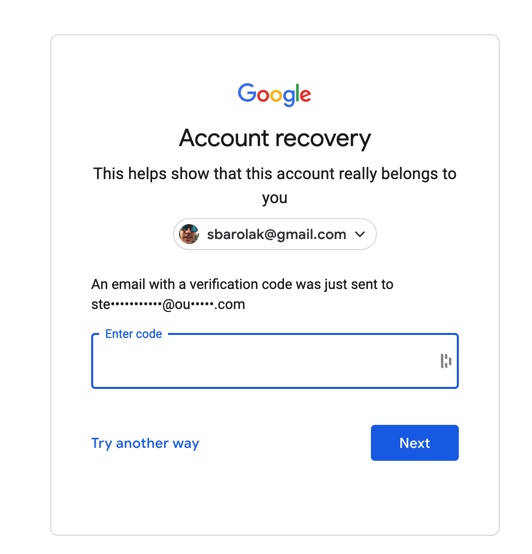 Google
Account recovery
This helps show that this account really belongs to
you
sbarolak@gmail.com
An email with a verification code was just sent to
ste•••••••••••@ou•••••.com
Enter code
Try another way
Next